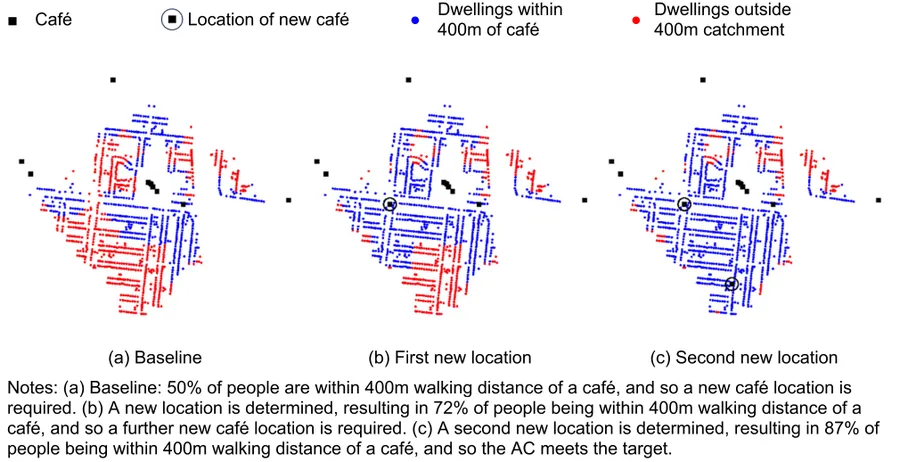 Café
Location of new café
Dwellings within
400m of café
Dwellings outside
400m catchment
(a) Baseline
(b) First new location
(c) Second new location
Notes: (a) Baseline: 50% of people are within 400m walking distance of a café, and so a new café location is
required. (b) A new location is determined, resulting in 72% of people being within 400m walking distance of a
café, and so a further new café location is required. (c) A second new location is determined, resulting in 87% of
people being within 400m walking distance of a café, and so the AC meets the target.